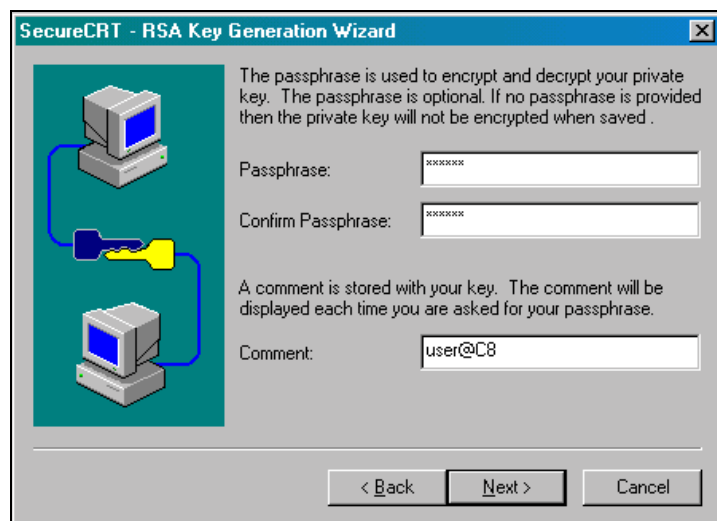 SecureCRT - RSA Key Generation Wizard
The passphrase is used to encrypt and decrypt your private
key. The passphrase is optional. If no passphrase is provided
then the private key will not be encrypted when saved .
Passphrase: ××××××
Confirm Passphrase: ××××××
A comment is stored with your key. The comment will be
displayed each time you are asked for your passphrase.
Comment: user@C8
< Back Next > Cancel